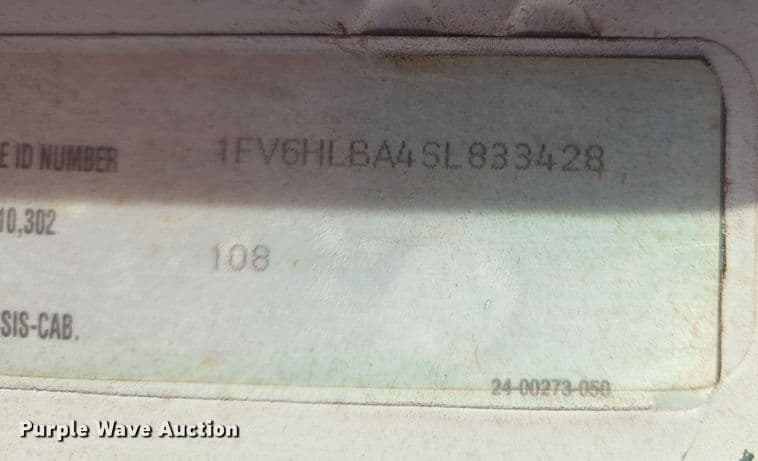 E ID NUMBER 1FV6HLBA4SL833428
10,302
108
SIS-CAB.
24-00273-050
Purple Wave Auction